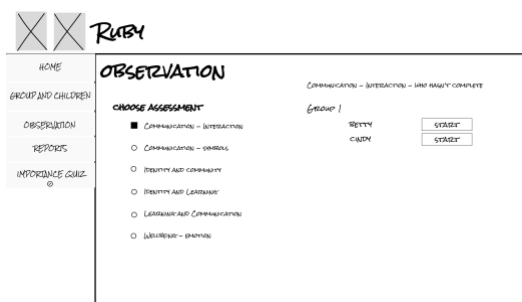 Ruby
HOME
GROUP AND CHILDREN
OBSERVATION
REPORTS
IMPORTANCE QUIZ
OBSERVATION
CHOOSE ASSESSMENT
Communication - Interaction
Communication - symbols
Identity and community
Identity and Learning
Learning and Communication
Wellbeing - emotion
Communication - Interaction - who hasn't complete
Group 1
BETTY START
CINDY START